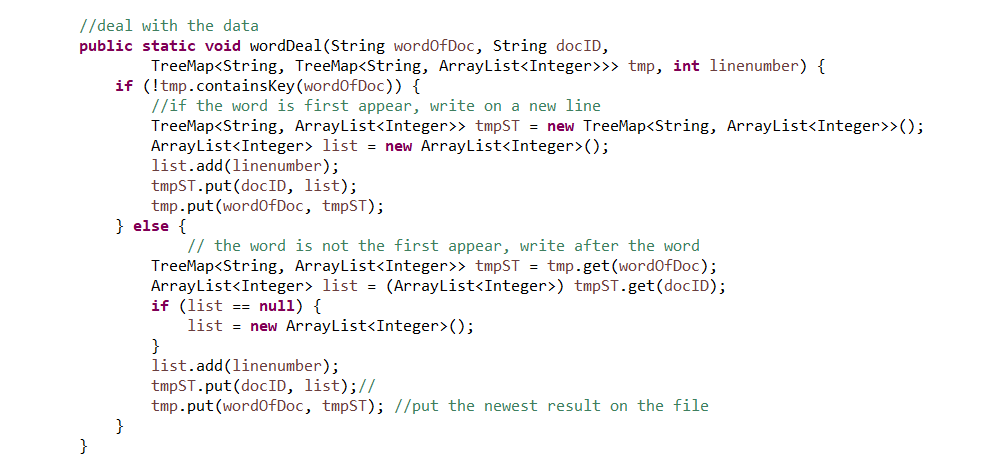 //deal with the data
public static void wordDeal(String wordOfDoc, String docID,
        TreeMap<String, TreeMap<String, ArrayList<Integer>>> tmp, int linenumber) {
    if (!tmp.containsKey(wordOfDoc)) {
        //if the word is first appear, write on a new line
        TreeMap<String, ArrayList<Integer>> tmpST = new TreeMap<String, ArrayList<Integer>>();
        ArrayList<Integer> list = new ArrayList<Integer>();
        list.add(linenumber);
        tmpST.put(docID, list);
        tmp.put(wordOfDoc, tmpST);
    } else {
            // the word is not the first appear, write after the word
        TreeMap<String, ArrayList<Integer>> tmpST = tmp.get(wordOfDoc);
        ArrayList<Integer> list = (ArrayList<Integer>) tmpST.get(docID);
        if (list == null) {
            list = new ArrayList<Integer>();
        }
        list.add(linenumber);
        tmpST.put(docID, list);//
        tmp.put(wordOfDoc, tmpST); //put the newest result on the file
    }
}